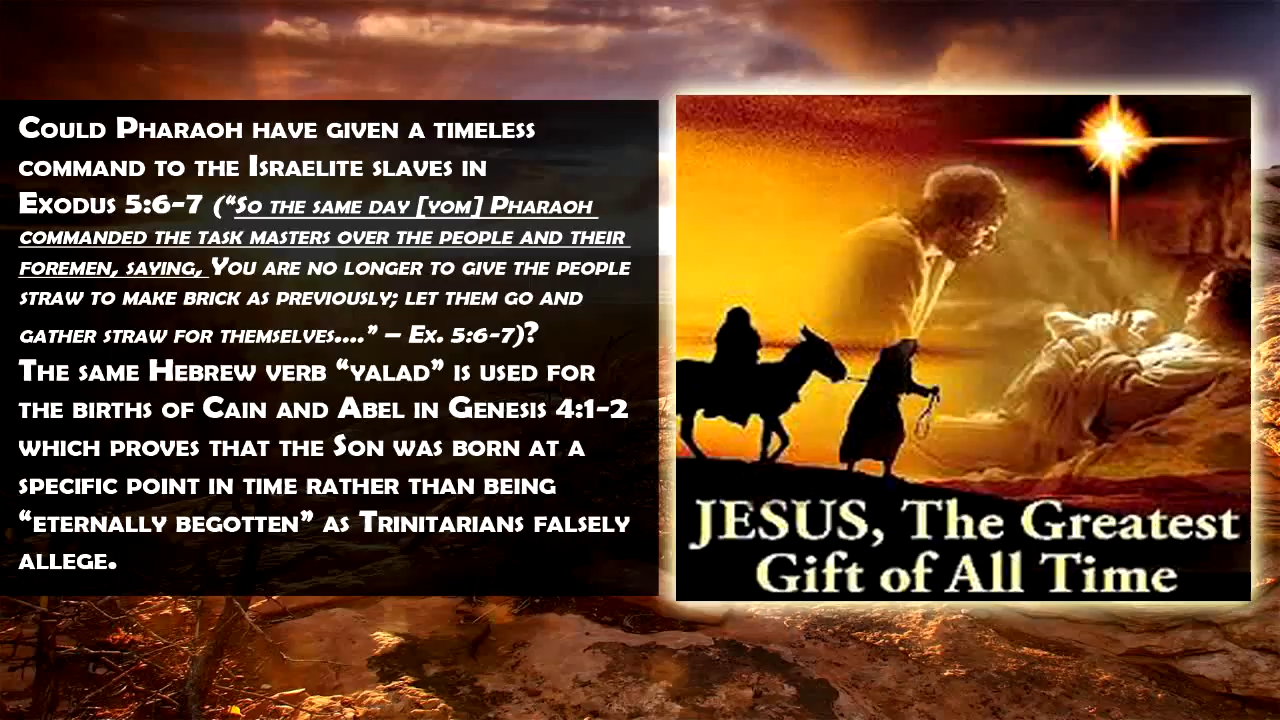 Could Pharaoh have given a timeless
command to the Israelite slaves in
Exodus 5:6-7 (“So the same day [yom] Pharaoh
commanded the task masters over the people and their
foremen, saying, You are no longer to give the people
straw to make brick as previously; let them go and
gather straw for themselves....” – Ex. 5:6-7)?
The same Hebrew verb “yalad” is used for
the births of Cain and Abel in Genesis 4:1-2
which proves that the Son was born at a
specific point in time rather than being
“eternally begotten” as Trinitarians falsely
allege.
JESUS, The Greatest
Gift of All Time